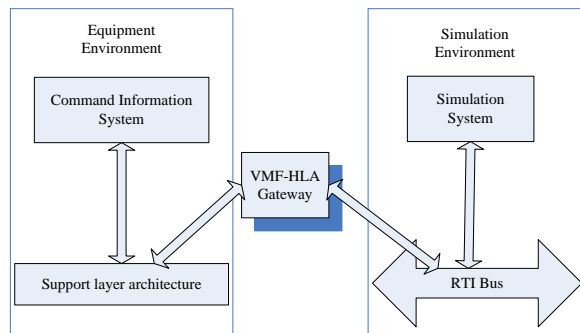 Equipment
Environment
Command Information
System
Support layer architecture
VMF-HLA
Gateway
Simulation
Environment
Simulation
System
RTI Bus